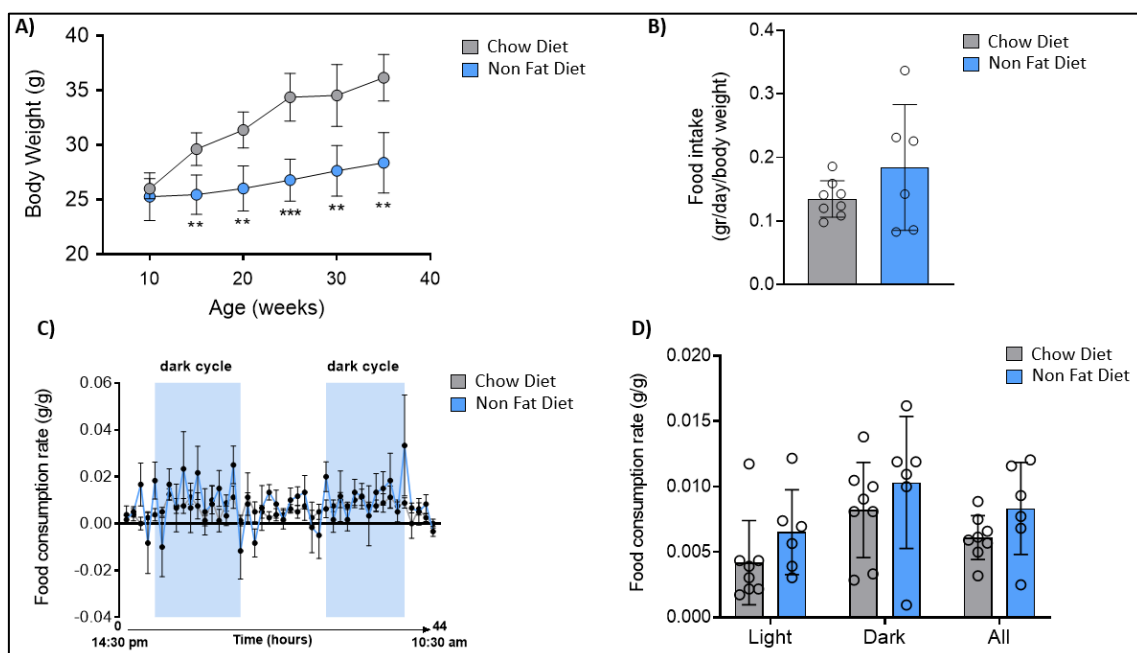 A)
Body Weight (g)
40
35
30
25
20
10
20
30
40
Age (weeks)
** ** *** ** **
Chow Diet
Non Fat Diet
B)
Food intake
(gr/day/body weight)
0.4
0.3
0.2
0.1
0.0
Chow Diet
Non Fat Diet
C)
dark cycle
dark cycle
Food consumption rate (g/g)
0.06
0.04
0.02
0.00
-0.02
-0.04
0
44
14:30 pm
Time (hours)
10:30 am
Chow Diet
Non Fat Diet
D)
Food consumption rate (g/g)
0.020
0.015
0.010
0.005
0.000
Light
Dark
All
Chow Diet
Non Fat Diet